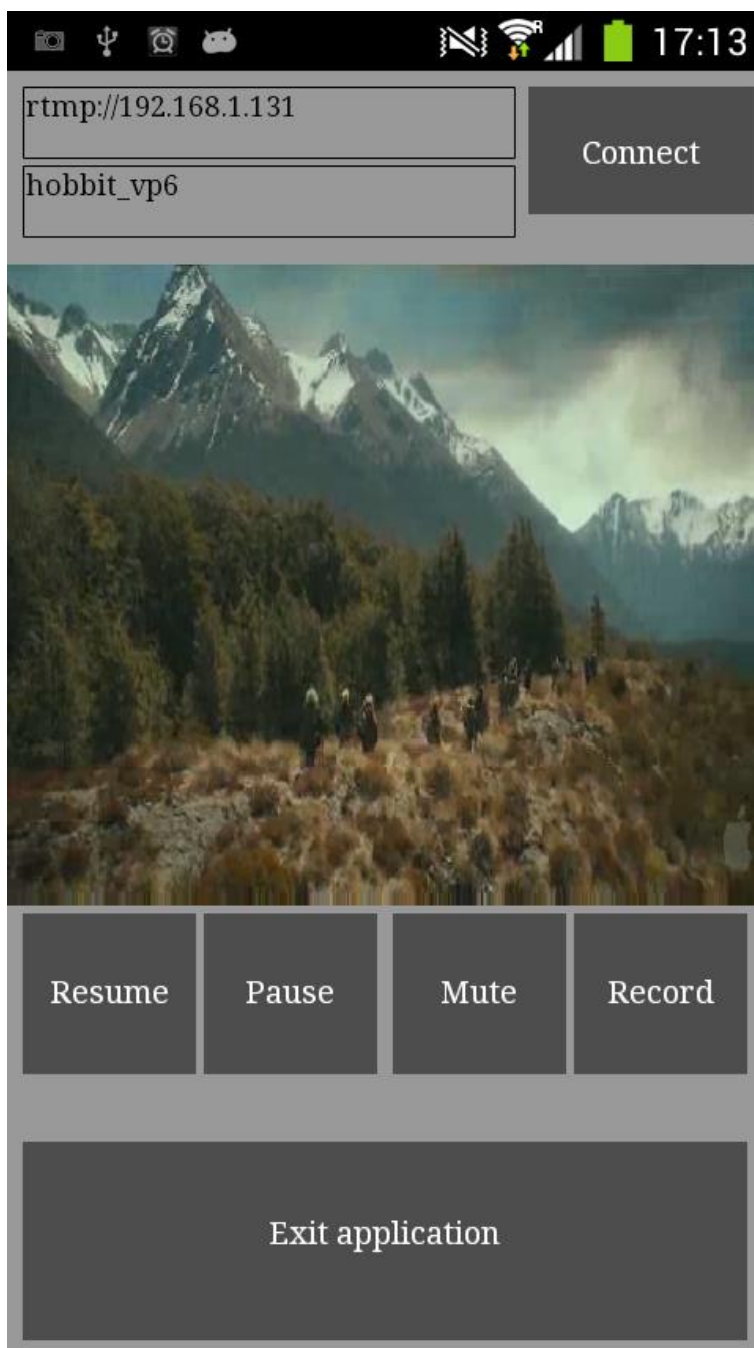 17:13
rtmp://192.168.1.131
Connect
hobbit_vp6
Resume Pause Mute Record
Exit application